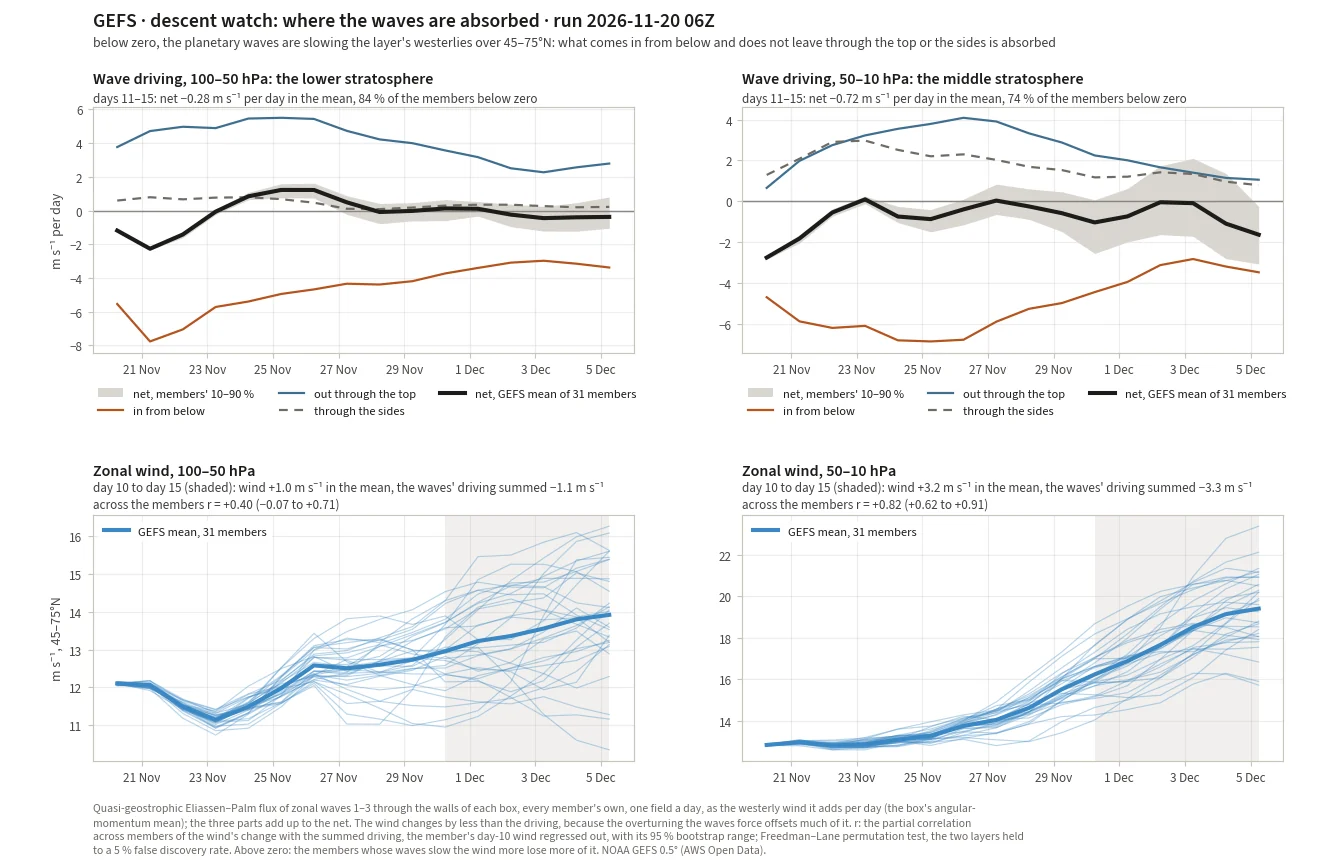 GEFS · descent watch: where the waves are absorbed · run 2026-11-20 06Z
below zero, the planetary waves are slowing the layer's westerlies over 45–75°N: what comes in from below and does not leave through the top or the sides is absorbed
Wave driving, 100–50 hPa: the lower stratosphere
days 11–15: net −0.28 m s⁻¹ per day in the mean, 84 % of the members below zero
m s⁻¹ per day
6
4
2
0
−2
−4
−6
−8
21 Nov
23 Nov
25 Nov
27 Nov
29 Nov
1 Dec
3 Dec
5 Dec
net, members' 10–90 %
out through the top
net, GEFS mean of 31 members
in from below
through the sides
Wave driving, 50–10 hPa: the middle stratosphere
days 11–15: net −0.72 m s⁻¹ per day in the mean, 74 % of the members below zero
4
2
0
−2
−4
−6
21 Nov
23 Nov
25 Nov
27 Nov
29 Nov
1 Dec
3 Dec
5 Dec
net, members' 10–90 %
out through the top
net, GEFS mean of 31 members
in from below
through the sides
Zonal wind, 100–50 hPa
day 10 to day 15 (shaded): wind +1.0 m s⁻¹ in the mean, the waves' driving summed −1.1 m s⁻¹
across the members r = +0.40 (−0.07 to +0.71)
GEFS mean, 31 members
m s⁻¹, 45–75°N
16
15
14
13
12
11
21 Nov
23 Nov
25 Nov
27 Nov
29 Nov
1 Dec
3 Dec
5 Dec
Zonal wind, 50–10 hPa
day 10 to day 15 (shaded): wind +3.2 m s⁻¹ in the mean, the waves' driving summed −3.3 m s⁻¹
across the members r = +0.82 (+0.62 to +0.91)
GEFS mean, 31 members
22
20
18
16
14
21 Nov
23 Nov
25 Nov
27 Nov
29 Nov
1 Dec
3 Dec
5 Dec
Quasi-geostrophic Eliassen–Palm flux of zonal waves 1–3 through the walls of each box, every member's own, one field a day, as the westerly wind it adds per day (the box's angular-
momentum mean); the three parts add up to the net. The wind changes by less than the driving, because the overturning the waves force offsets much of it. r: the partial correlation
across members of the wind's change with the summed driving, the member's day-10 wind regressed out, with its 95 % bootstrap range; Freedman–Lane permutation test, the two layers held
to a 5 % false discovery rate. Above zero: the members whose waves slow the wind more lose more of it. NOAA GEFS 0.5° (AWS Open Data).